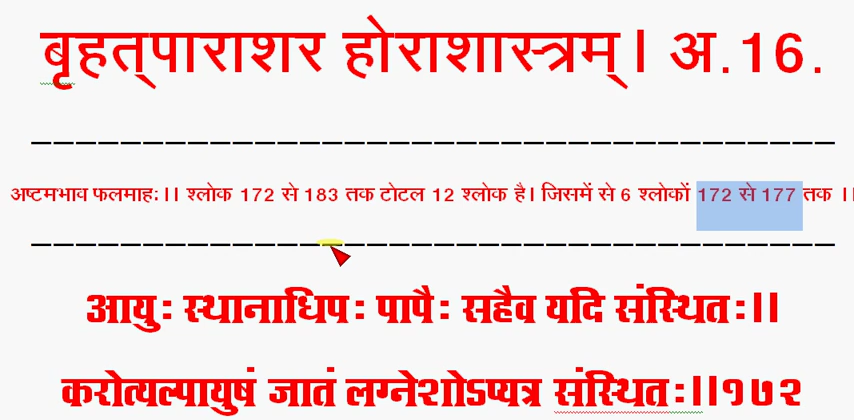 बृहत्पाराशर होराशास्त्रम्। अ.16.
अष्टमभाव फलमाहः।। श्लोक 172 से 183 तक टोटल 12 श्लोक है। जिसमें से 6 श्लोकों 172 से 177 तक ।।
आयुः स्थानाधिपः पापैः सहैव यदि संस्थितः।।
करोत्यल्पायुषं जातं लग्नेशोऽप्यत्र संस्थितः।।१७२